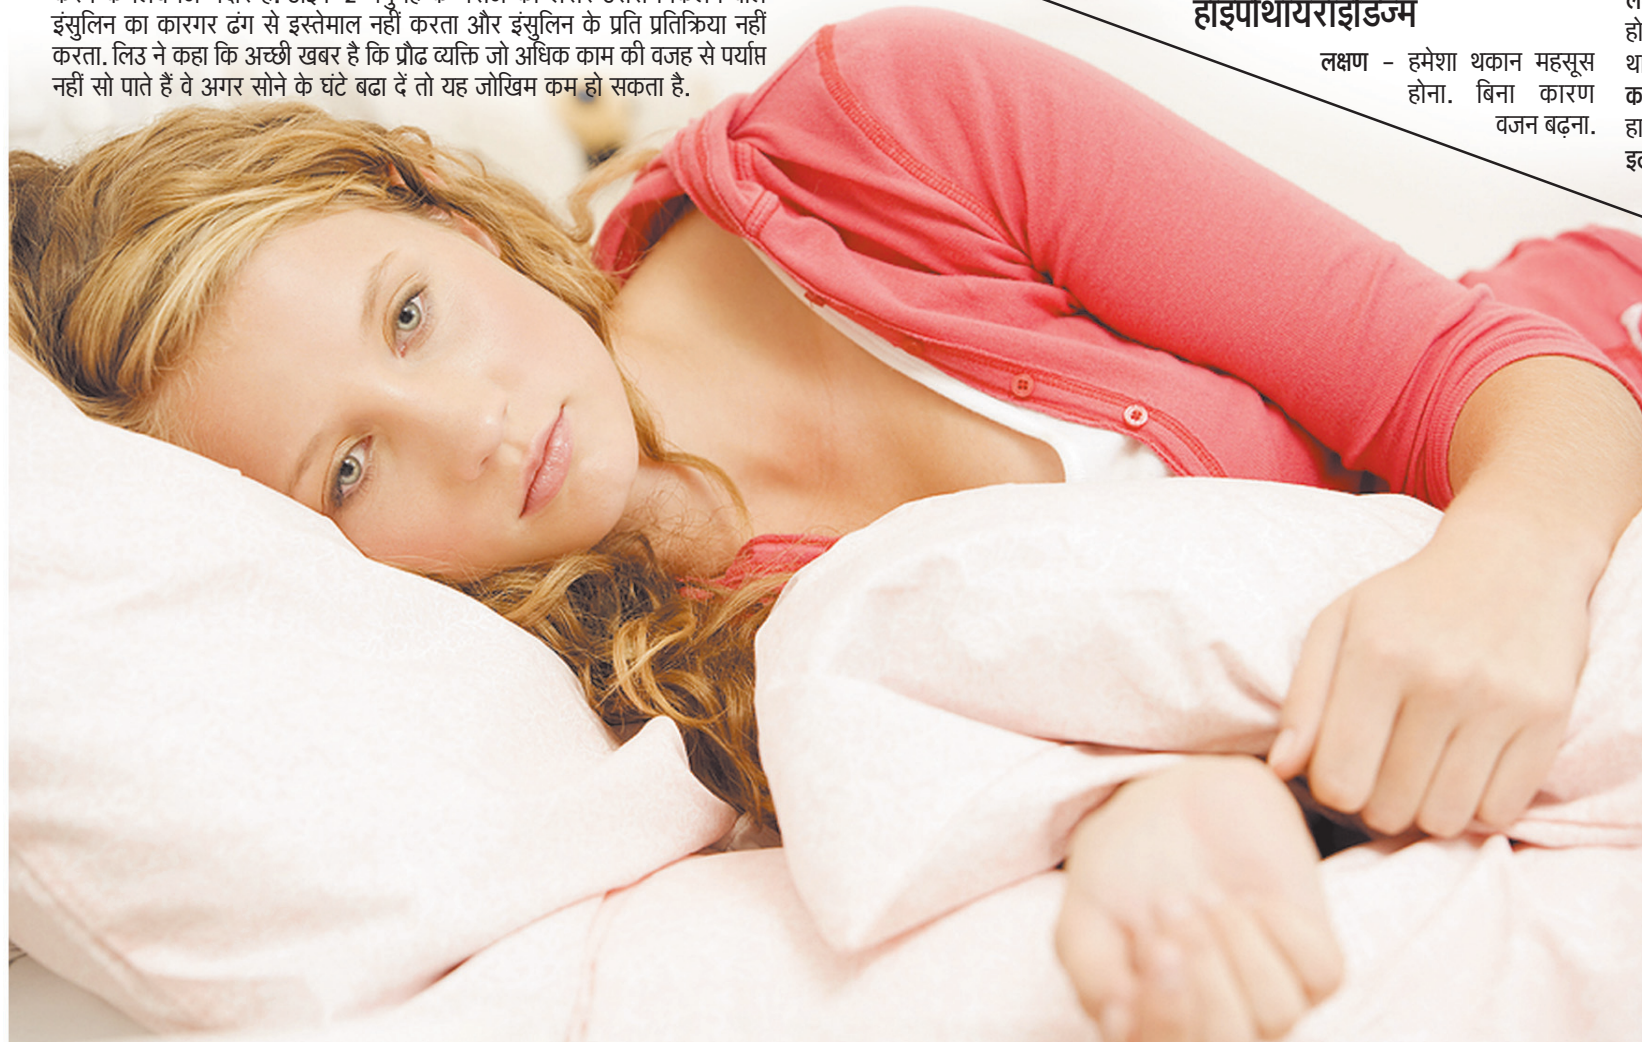 इंसुलिन का कारगर ढंग से इस्तेमाल नहीं करता और इंसुलिन के प्रति प्रतिक्रिया नहीं
करता. लिउ ने कहा कि अच्छी खबर है कि प्रौढ व्यक्ति जो अधिक काम की वजह से पर्याप्त
नहीं सो पाते हैं वे अगर सोने के घंटे बढा दें तो यह जोखिम कम हो सकता है.
हाइपोथायराइडिज्म
लक्षण – हमेशा थकान महसूस
होना. बिना कारण
वजन बढ़ना.